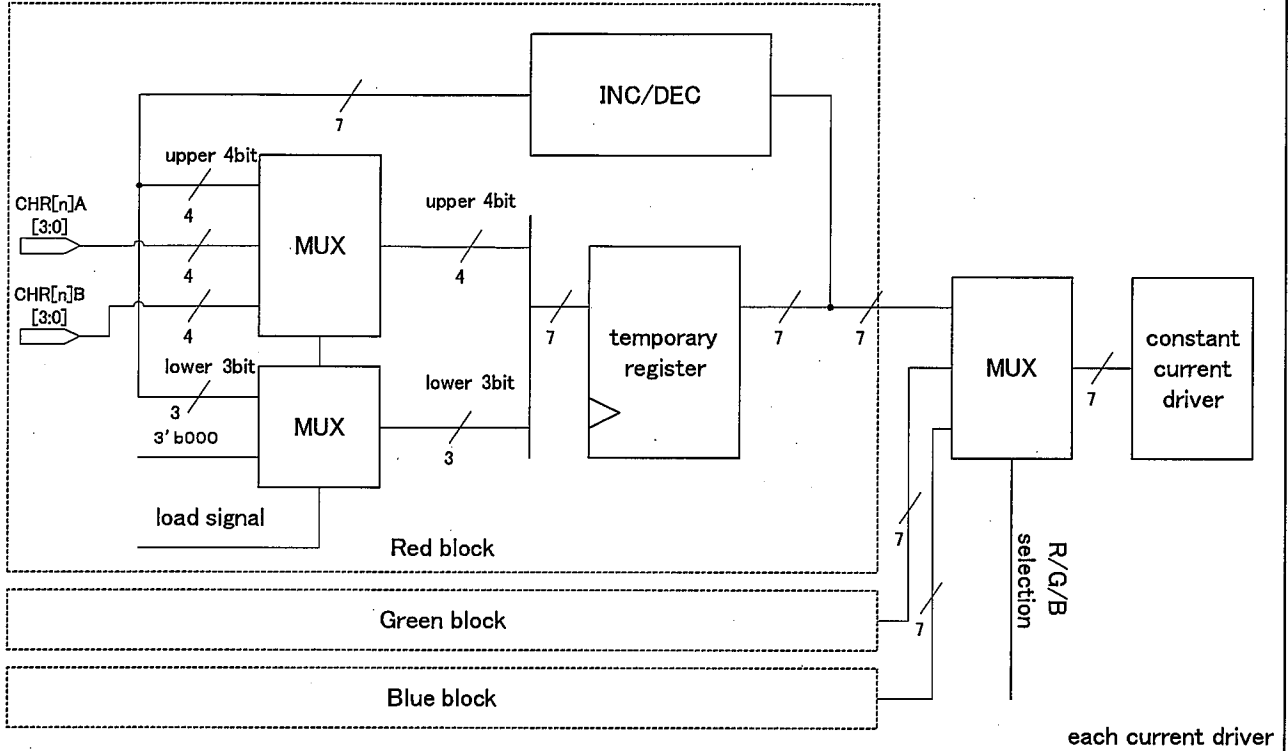 INC/DEC
7
upper 4bit
4
CHR[n]A
[3:0]
4
MUX
upper 4bit
4
CHR[n]B
[3:0]
4
7
temporary
register
7
7
MUX
7
constant
current
driver
lower 3bit
3
3'b000
MUX
lower 3bit
3
load signal
Red block
7
R/G/B
selection
Green block
7
Blue block
each current driver